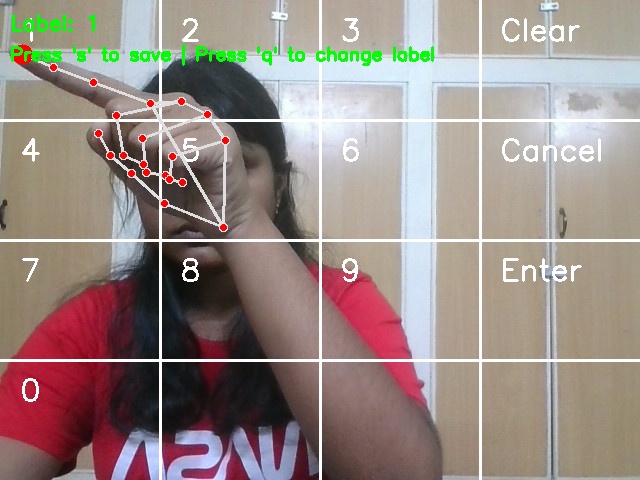 Label: 1
Press 's' to save | Press 'q' to change label
1 2 3 Clear
4 5 6 Cancel
7 8 9 Enter
0
NASA